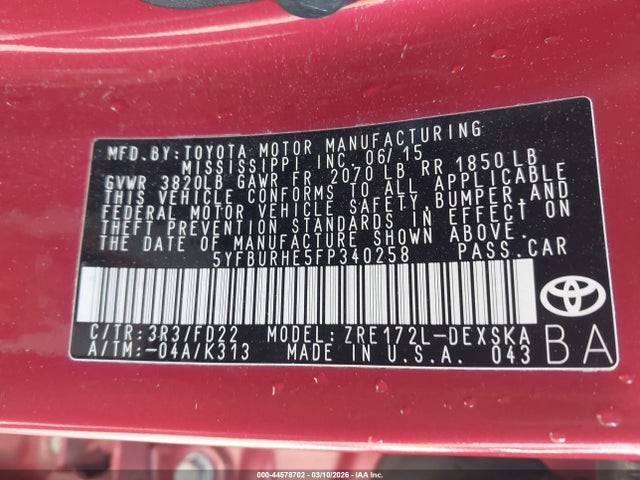 MFD.BY:TOYOTA MOTOR MANUFACTURING
MISSISSIPPI INC. 06/15
GVWR 3820LB GAWR FR 2070 LB RR 1850 LB
THIS VEHICLE CONFORMS TO ALL APPLICABLE
FEDERAL MOTOR VEHICLE SAFETY, BUMPER, AND
THEFT PREVENTION STANDARDS IN EFFECT ON
THE DATE OF MANUFACTURE SHOWN ABOVE.
5YFBURHE5FP340258 PASS.CAR
C/TR:3R3/FD22 MODEL:ZRE172L-DEXSKA
A/TM:-04A/K313 MADE IN U.S.A. 043
BA
000-44578702 - 03/10/2026 - IAA Inc.